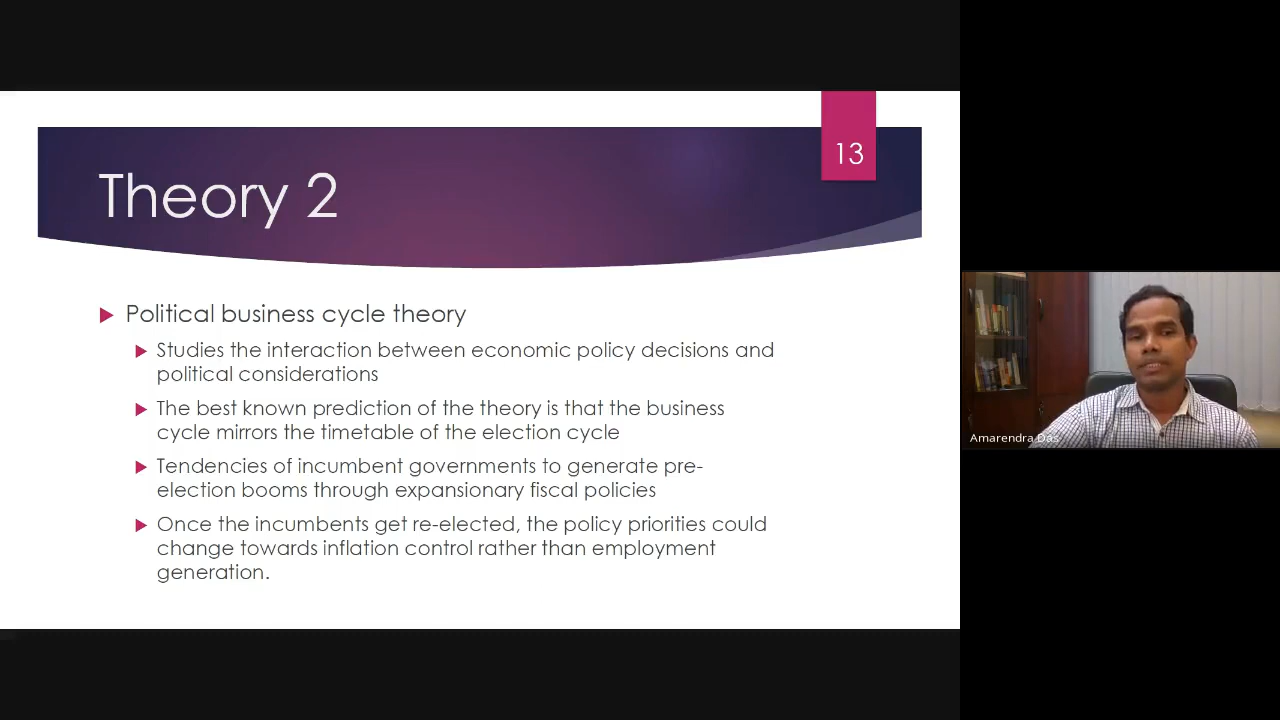 13
Theory 2
Political business cycle theory
Studies the interaction between economic policy decisions and
political considerations
The best known prediction of the theory is that the business
cycle mirrors the timetable of the election cycle
Tendencies of incumbent governments to generate pre-
election booms through expansionary fiscal policies
Once the incumbents get re-elected, the policy priorities could
change towards inflation control rather than employment
generation.
Amarendra Das